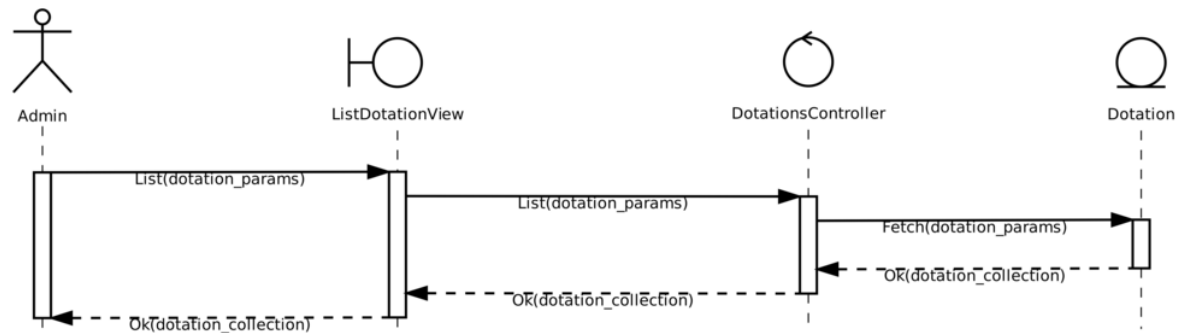 Admin
ListDotationView
DotationsController
Dotation
List(dotation_params)
List(dotation_params)
Fetch(dotation_params)
Ok(dotation_collection)
Ok(dotation_collection)
Ok(dotation_collection)